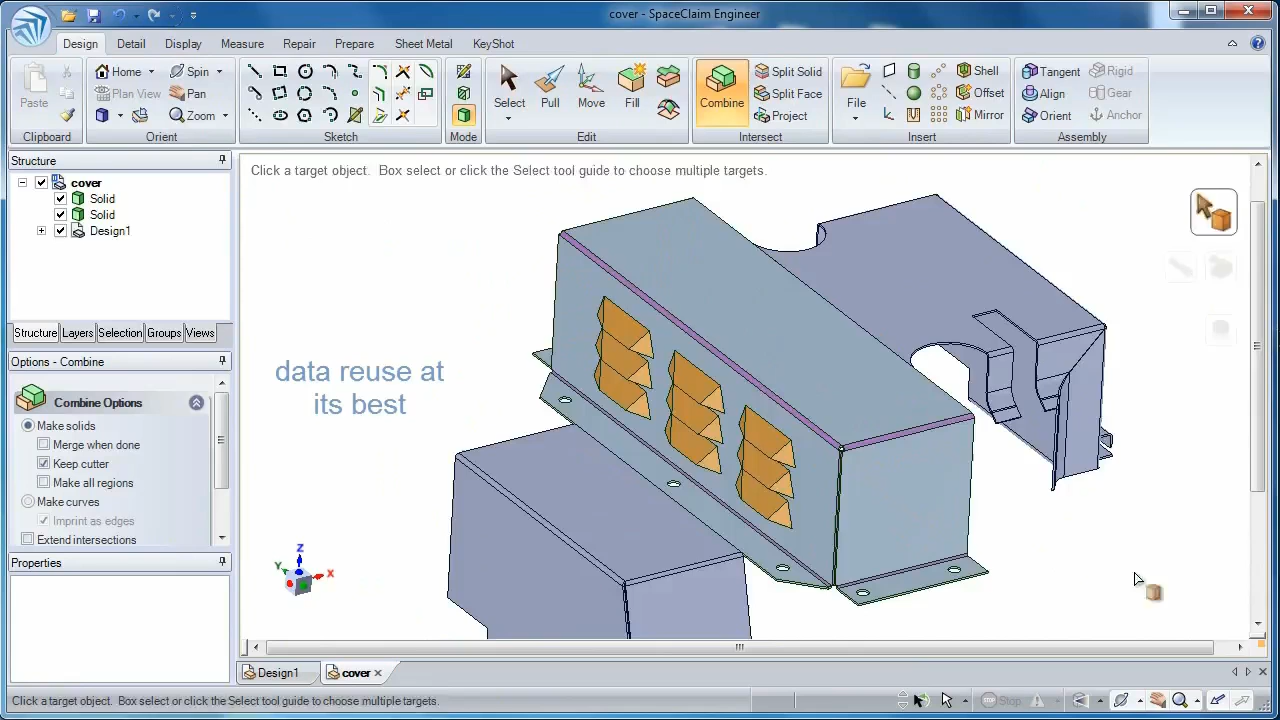 cover - SpaceClaim Engineer
Design Detail Display Measure Repair Prepare Sheet Metal KeyShot
Home Spin Split Solid Shell Tangent Rigid
Paste Plan View Pan Select Pull Move Fill Combine Split Face File Offset Align Gear
Zoom Project Mirror Orient Anchor
Clipboard Orient Sketch Mode Edit Intersect Insert Assembly
Structure
Click a target object. Box select or click the Select tool guide to choose multiple targets.
cover
Solid
Solid
Design1
Structure Layers Selection Groups Views
Options - Combine
data reuse at
its best
Combine Options
Make solids
Merge when done
Keep cutter
Make all regions
Make curves
Imprint as edges
Extend intersections
Properties
Z
Y
X
Design1 cover
Click a target object. Box select or click the Select tool guide to choose multiple targets.
Stop